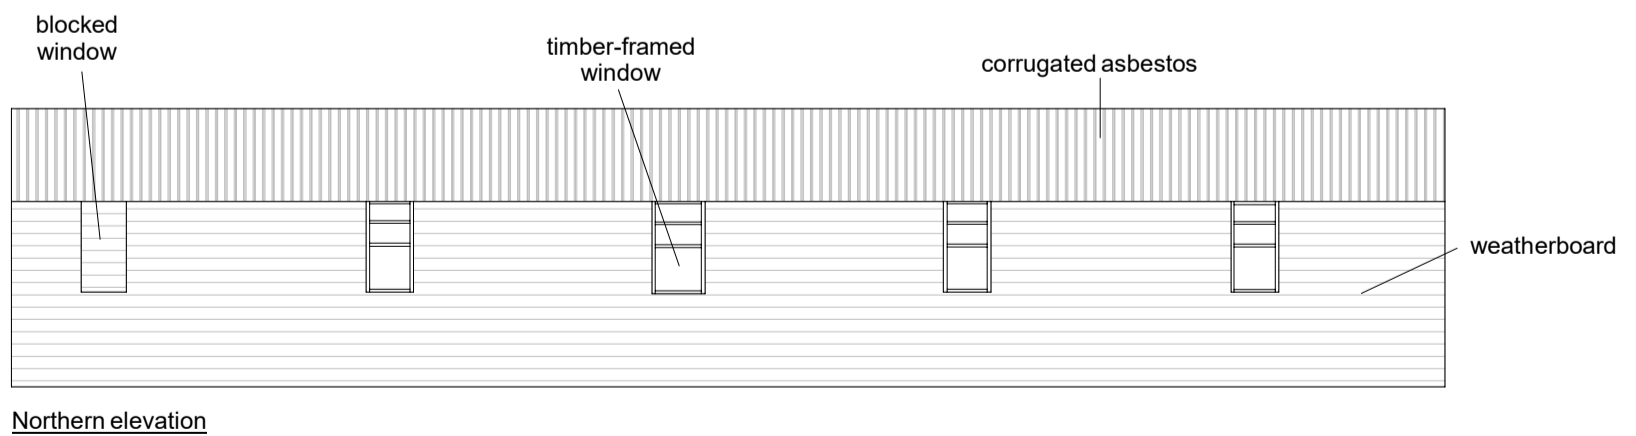 blocked
window
timber-framed
window
corrugated asbestos
weatherboard
Northern elevation